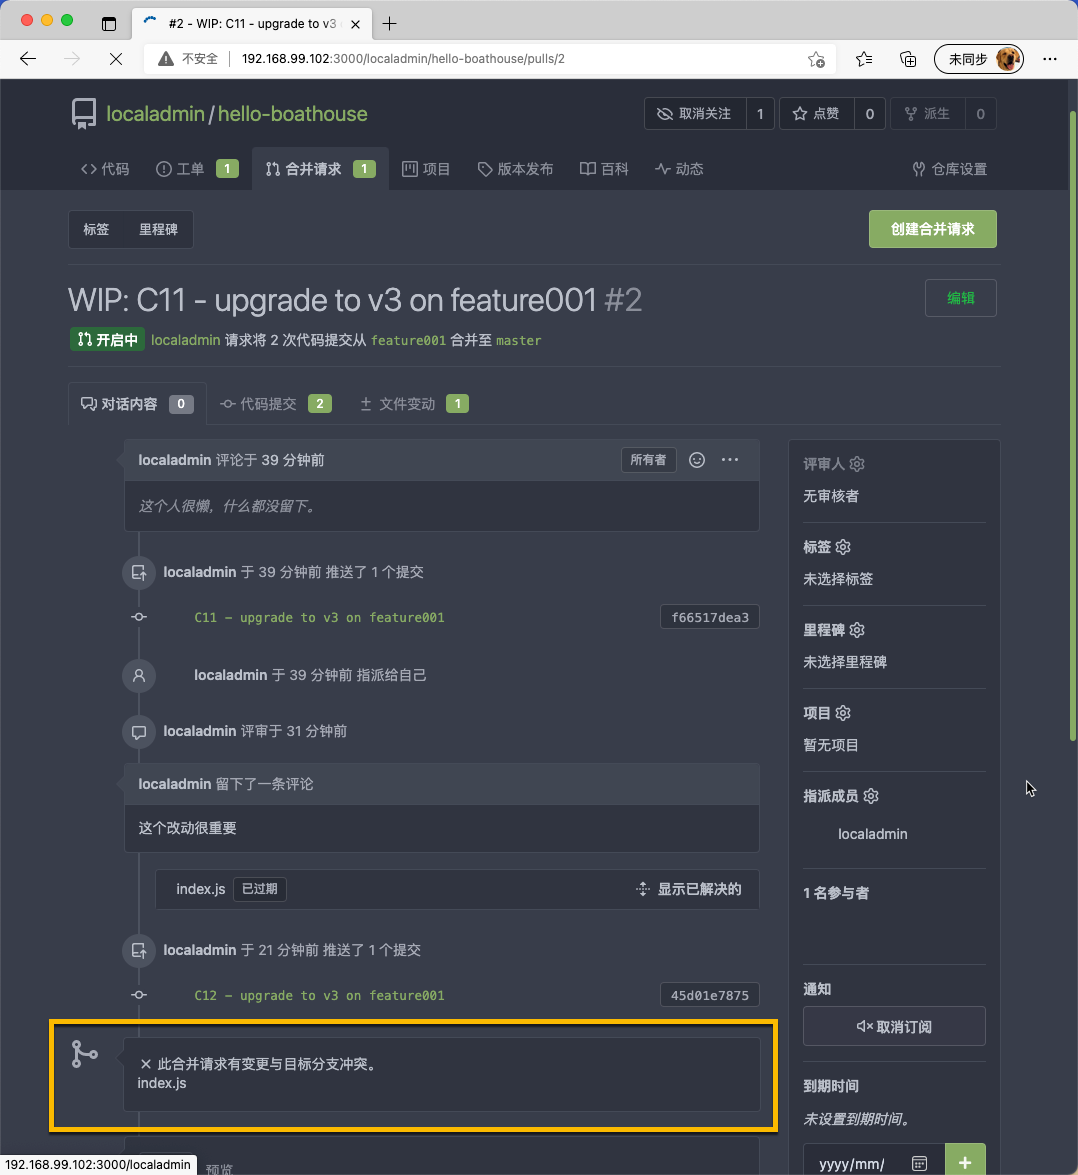 #2 - WIP: C11 - upgrade to v3
不安全 192.168.99.102:3000/localadmin/hello-boathouse/pulls/2 未同步
localadmin/hello-boathouse 取消关注 1 点赞 0 派生 0
代码 工单 1 合并请求 1 项目 版本发布 百科 动态 仓库设置
标签 里程碑 创建合并请求
WIP: C11 - upgrade to v3 on feature001 #2 编辑
开启中 localadmin 请求将 2 次代码提交从 feature001 合并至 master
对话内容 0 代码提交 2 文件变动 1
localadmin 评论于 39 分钟前 所有者
这个人很懒，什么都没留下。
localadmin 于 39 分钟前 推送了 1 个提交
C11 - upgrade to v3 on feature001 f66517dea3
localadmin 于 39 分钟前 指派给自己
localadmin 评审于 31 分钟前
localadmin 留下了一条评论
这个改动很重要
index.js 已过期 显示已解决的
localadmin 于 21 分钟前 推送了 1 个提交
C12 - upgrade to v3 on feature001 45d01e7875
此合并请求有变更与目标分支冲突。
index.js
预览
评审人
无审核者
标签
未选择标签
里程碑
未选择里程碑
项目
暂无项目
指派成员
localadmin
1 名参与者
通知
取消订阅
到期时间
未设置到期时间。
yyyy/mm/
192.168.99.102:3000/localadmin